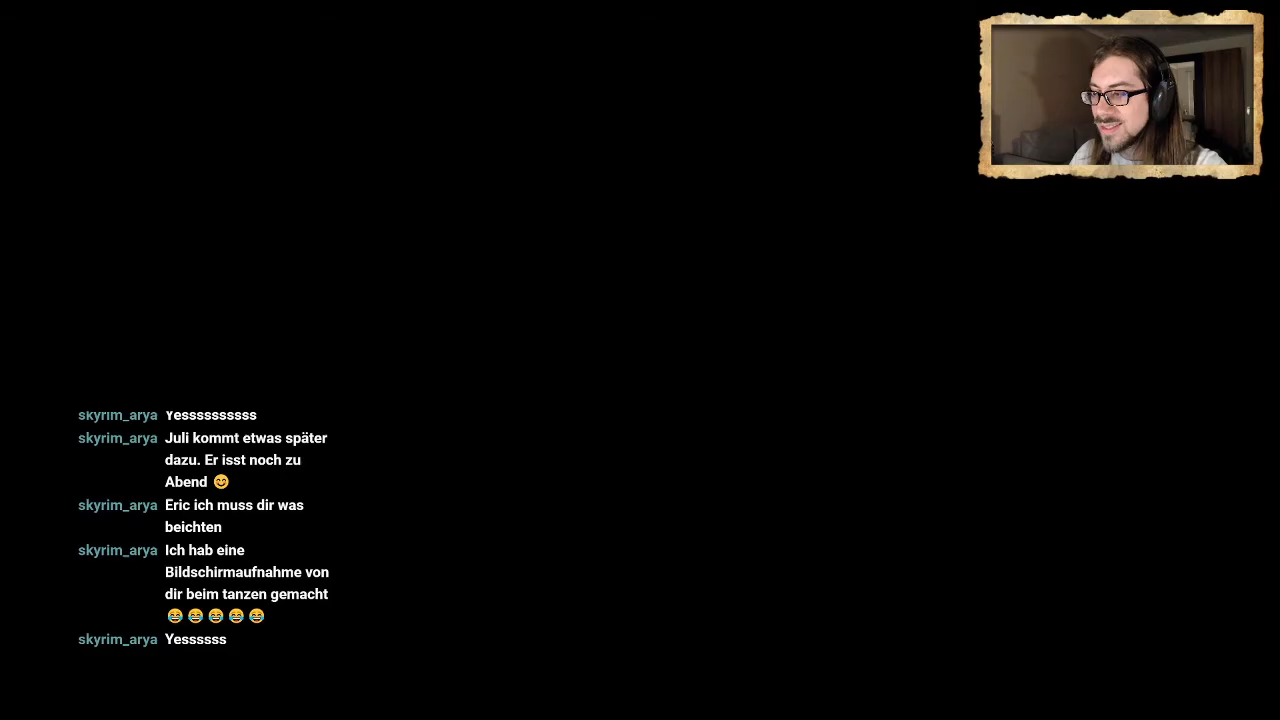 skyrim_arya Yesssssssss
skyrim_arya Juli kommt etwas später
dazu. Er isst noch zu
Abend 😊
skyrim_arya Eric ich muss dir was
beichten
skyrim_arya Ich hab eine
Bildschirmaufnahme von
dir beim tanzen gemacht
😂😂😂😂😂
skyrim_arya Yessssss